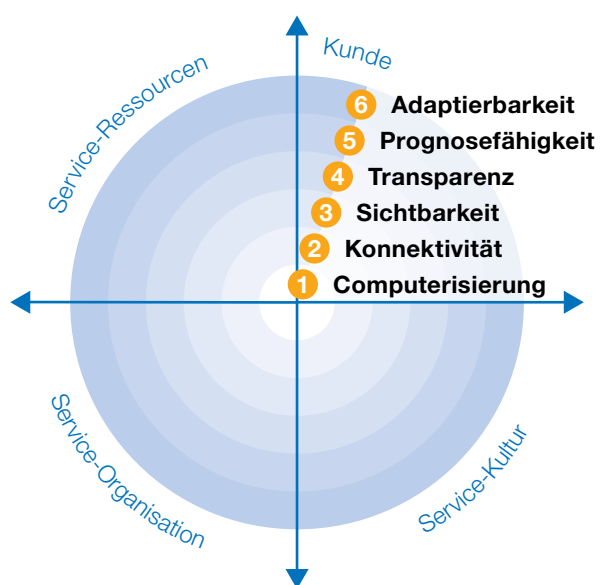 Kunde
Service-Ressourcen
6 Adaptierbarkeit
5 Prognosefähigkeit
4 Transparenz
3 Sichtbarkeit
2 Konnektivität
1 Computerisierung
Service-Organisation
Service-Kultur